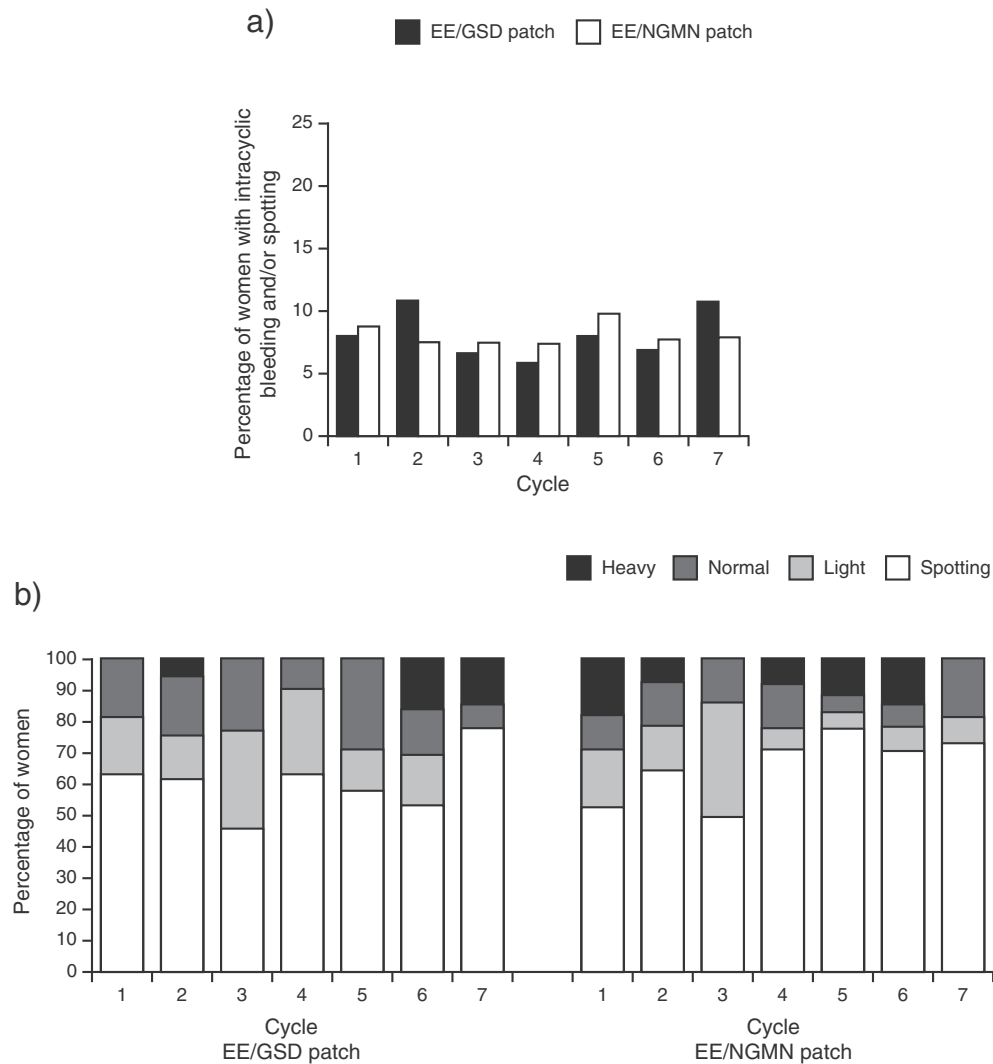 a)
EE/GSD patch EE/NGMN patch
Percentage of women with intracyclic
bleeding and/or spotting
25
20
15
10
5
0
1 2 3 4 5 6 7
Cycle
Heavy Normal Light Spotting
b)
Percentage of women
100
90
80
70
60
50
40
30
20
10
0
1 2 3 4 5 6 7 1 2 3 4 5 6 7
Cycle Cycle
EE/GSD patch EE/NGMN patch